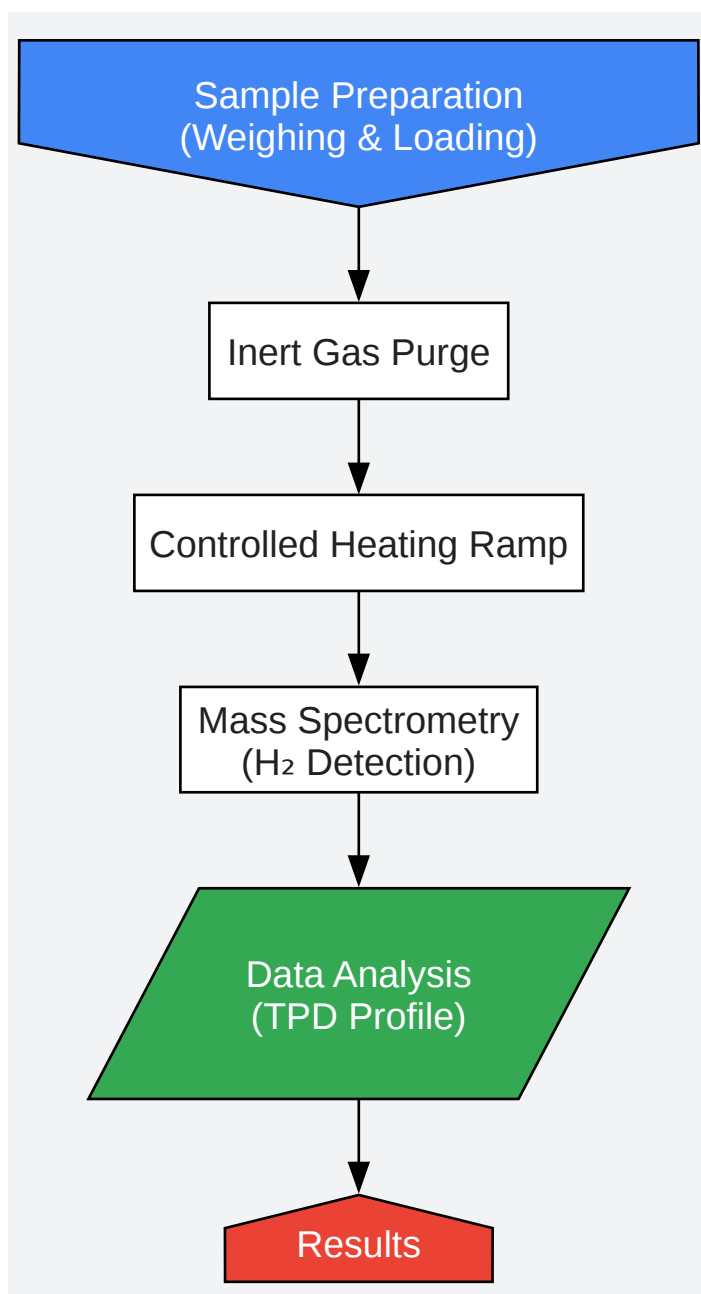 Sample Preparation
(Weighing & Loading)
Inert Gas Purge
Controlled Heating Ramp
Mass Spectrometry
(H₂ Detection)
Data Analysis
(TPD Profile)
Results